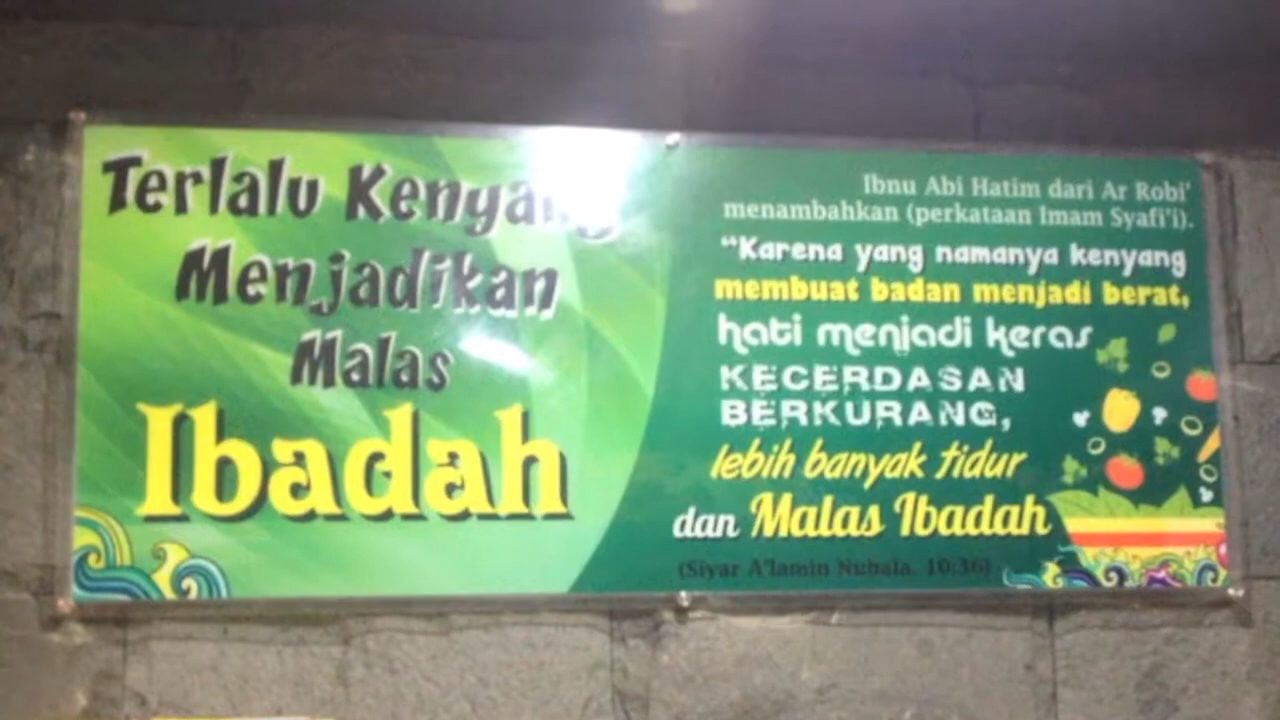 Terlalu Kenyang
Menjadikan
Malas
Ibadah
Ibnu Abi Hatim dari Ar Robi'
menambahkan (perkataan Imam Syafi'i).
“Karena yang namanya kenyang
membuat badan menjadi berat,
hati menjadi keras
KECERDASAN
BERKURANG,
lebih banyak tidur
dan Malas Ibadah
(Siyar A'lamin Nubala. 10:36)